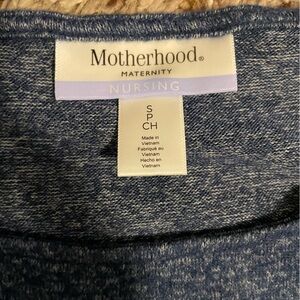 Motherhood®
MATERNITY
NURSING
S
P
CH
Made in
Vietnam
Fabriqué au
Vietnam
Hecho en
Vietnam